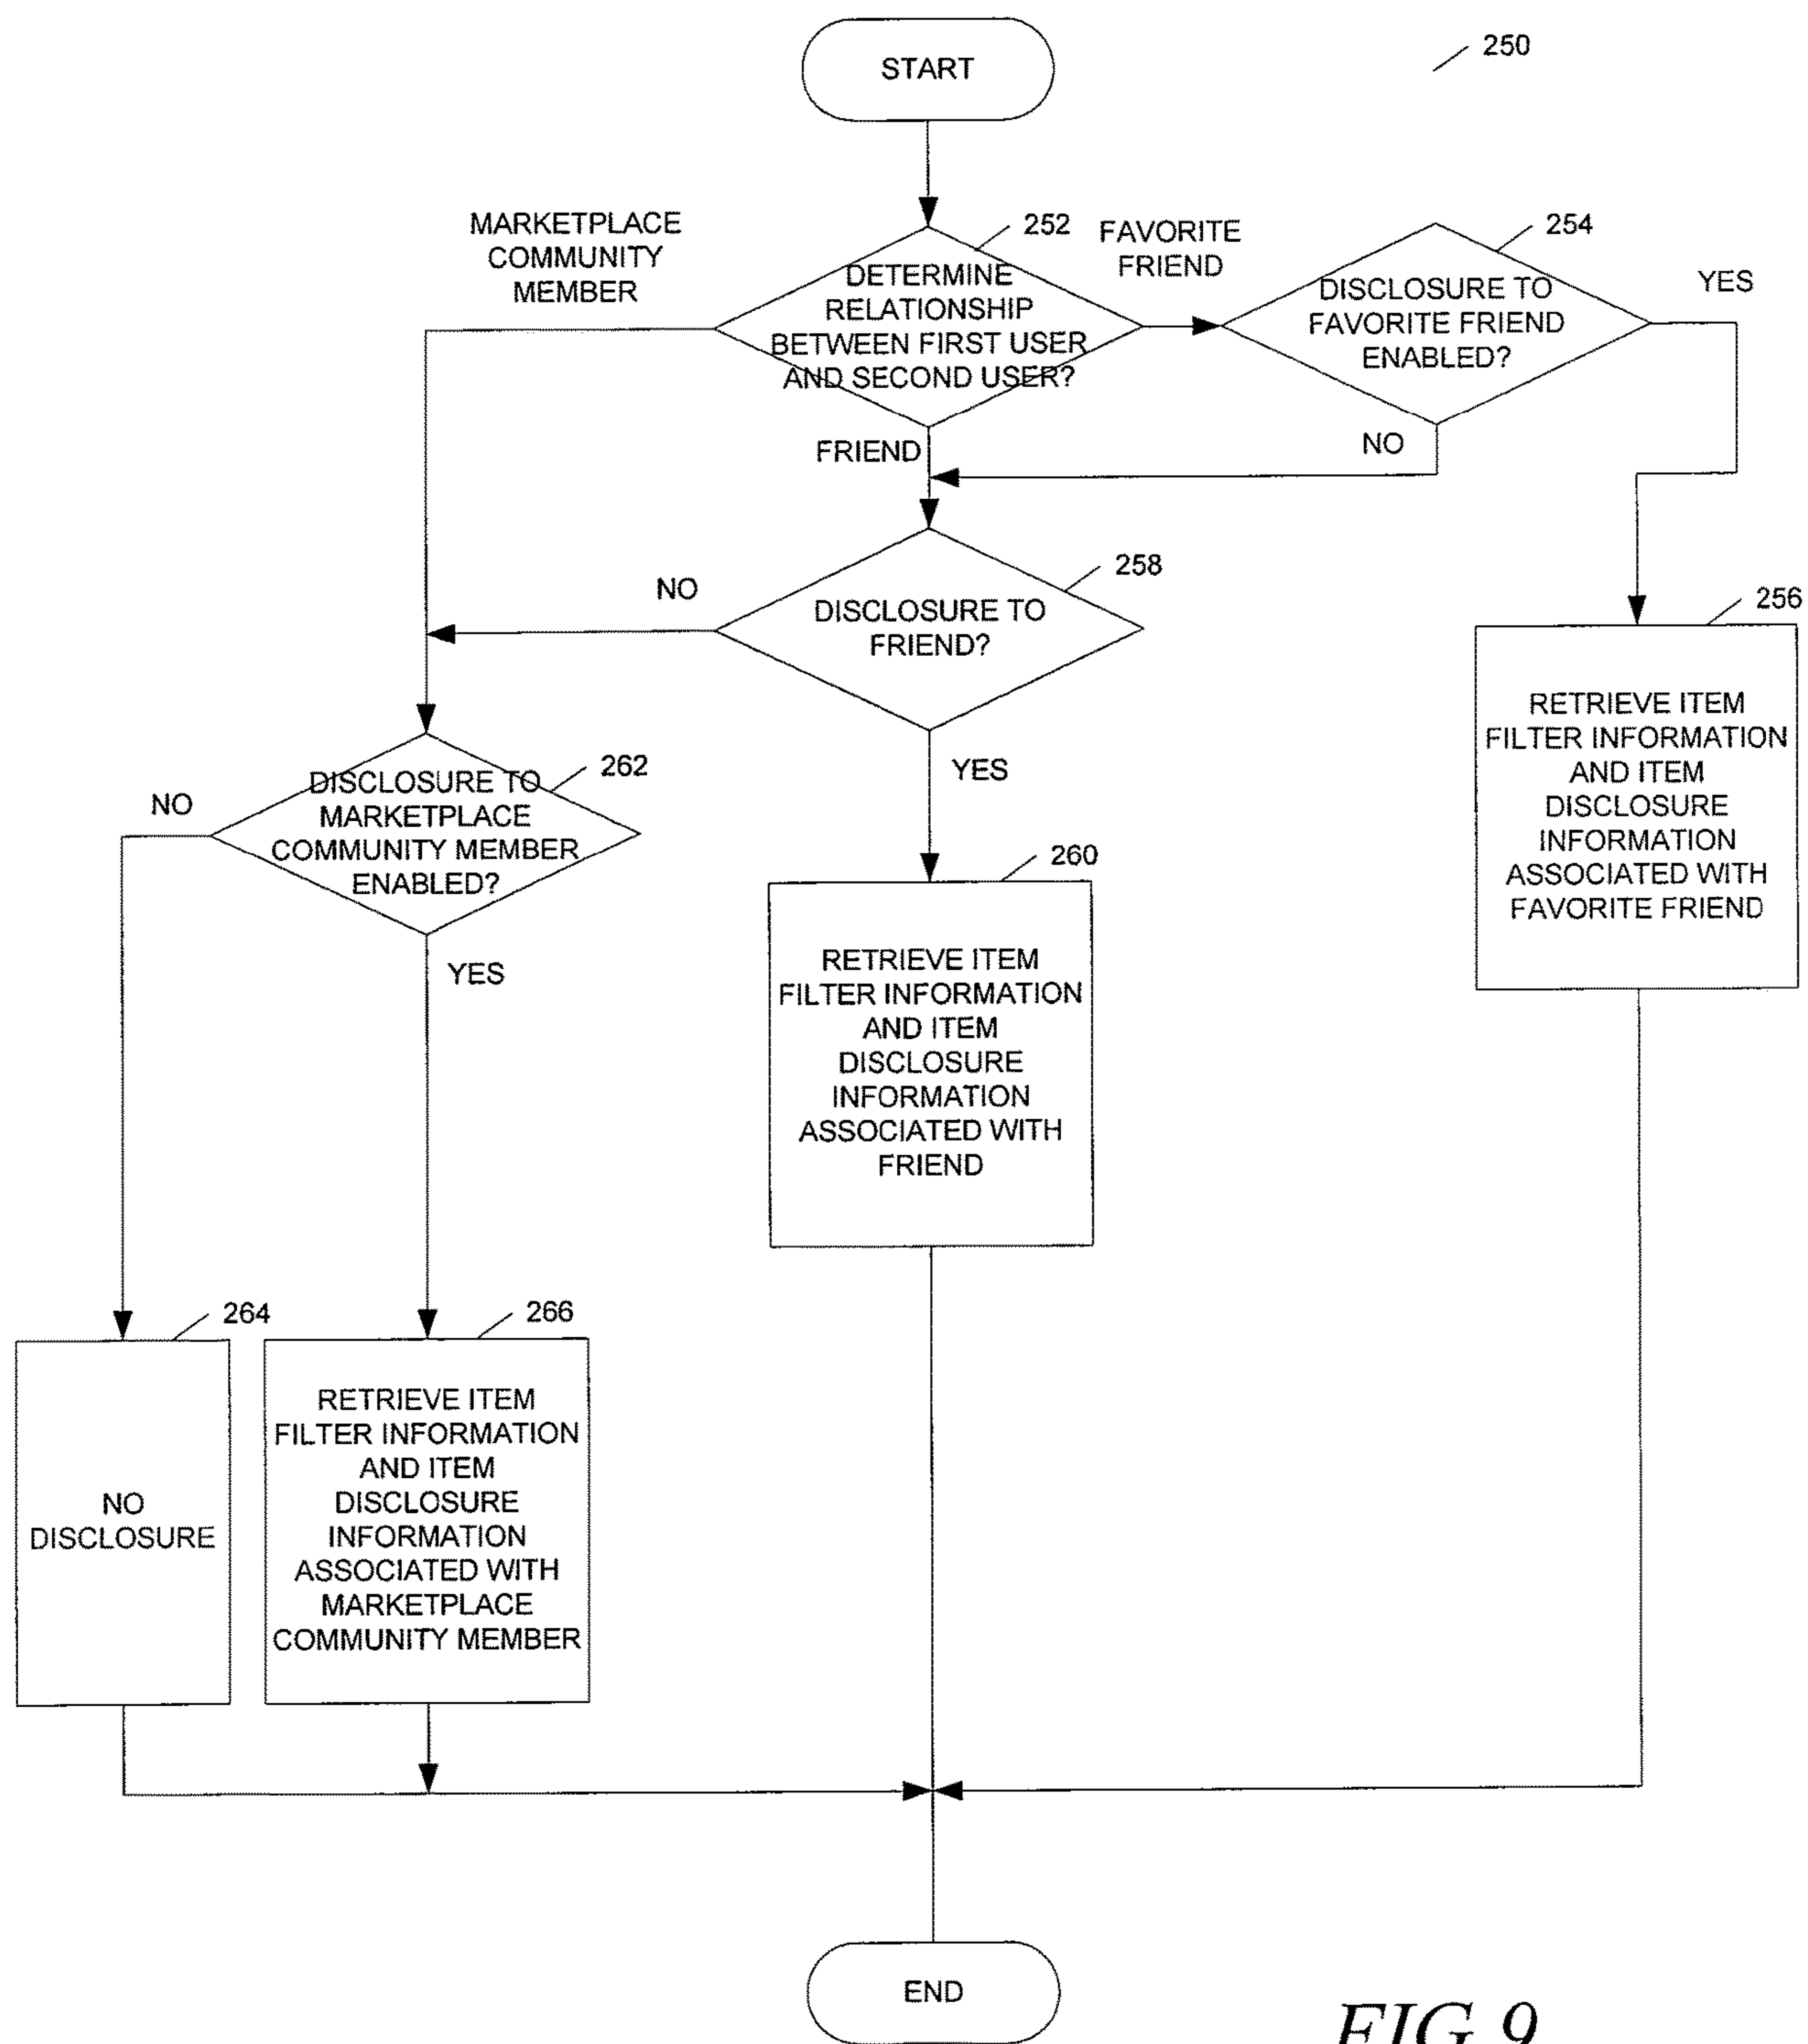 START
250
MARKETPLACE
COMMUNITY
MEMBER
252
FAVORITE
FRIEND
254
YES
DETERMINE
RELATIONSHIP
BETWEEN FIRST USER
AND SECOND USER?
DISCLOSURE TO
FAVORITE FRIEND
ENABLED?
FRIEND
NO
258
NO
DISCLOSURE TO
FRIEND?
256
RETRIEVE ITEM
FILTER INFORMATION
AND ITEM
DISCLOSURE
INFORMATION
ASSOCIATED WITH
FAVORITE FRIEND
262
NO
DISCLOSURE TO
MARKETPLACE
COMMUNITY MEMBER
ENABLED?
YES
YES
260
RETRIEVE ITEM
FILTER INFORMATION
AND ITEM
DISCLOSURE
INFORMATION
ASSOCIATED WITH
FRIEND
264
NO
DISCLOSURE
266
RETRIEVE ITEM
FILTER INFORMATION
AND ITEM
DISCLOSURE
INFORMATION
ASSOCIATED WITH
MARKETPLACE
COMMUNITY MEMBER
END
FIG 9